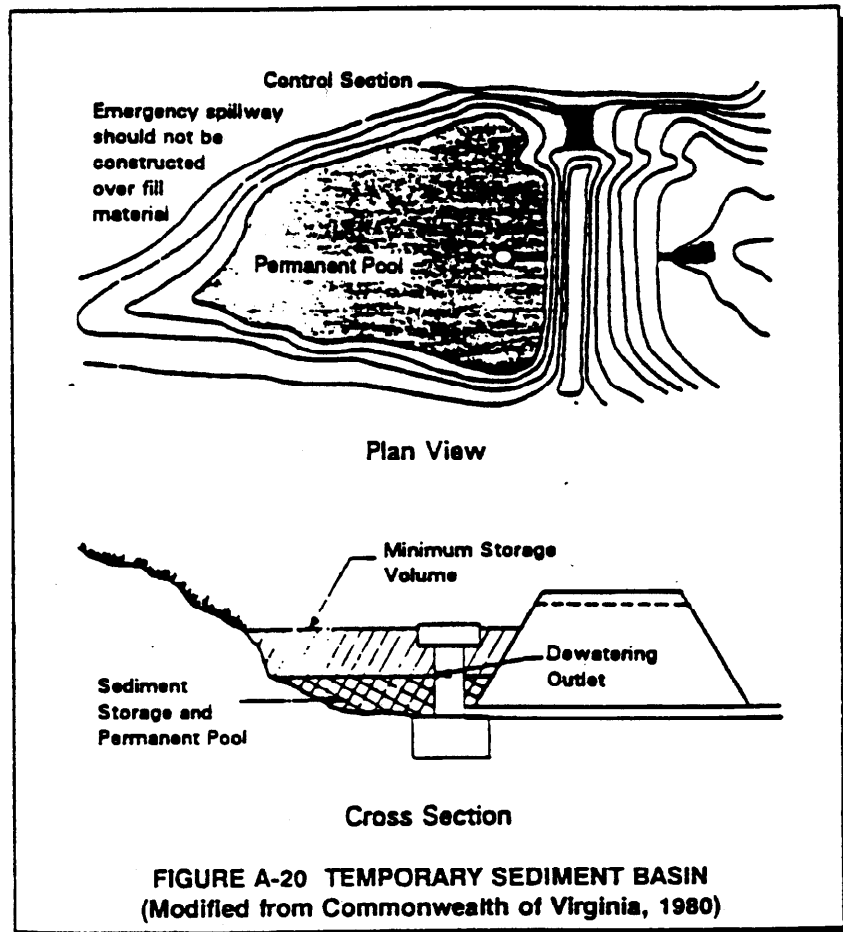 Control Section
Emergency spillway
should not be
constructed
over fill
material
Permanent Pool
Plan View
Minimum Storage
Volume
Dewatering
Outlet
Sediment
Storage and
Permanent Pool
Cross Section
FIGURE A-20 TEMPORARY SEDIMENT BASIN
(Modified from Commonwealth of Virginia, 1980)